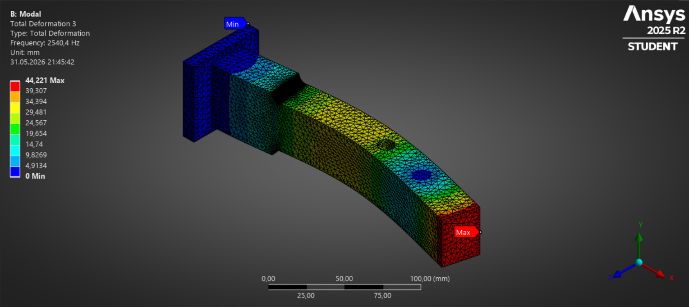 B: Modal
Total Deformation 3
Type: Total Deformation
Frequency: 2540,4 Hz
Unit: mm
31.05.2026 21:45:42
44,221 Max
39,307
34,394
29,481
24,567
19,654
14,74
9,8269
4,9134
0 Min
Min
Ansys
2025 R2
STUDENT
Max
0,00 50,00 100,00 (mm)
25,00 75,00
Y
X